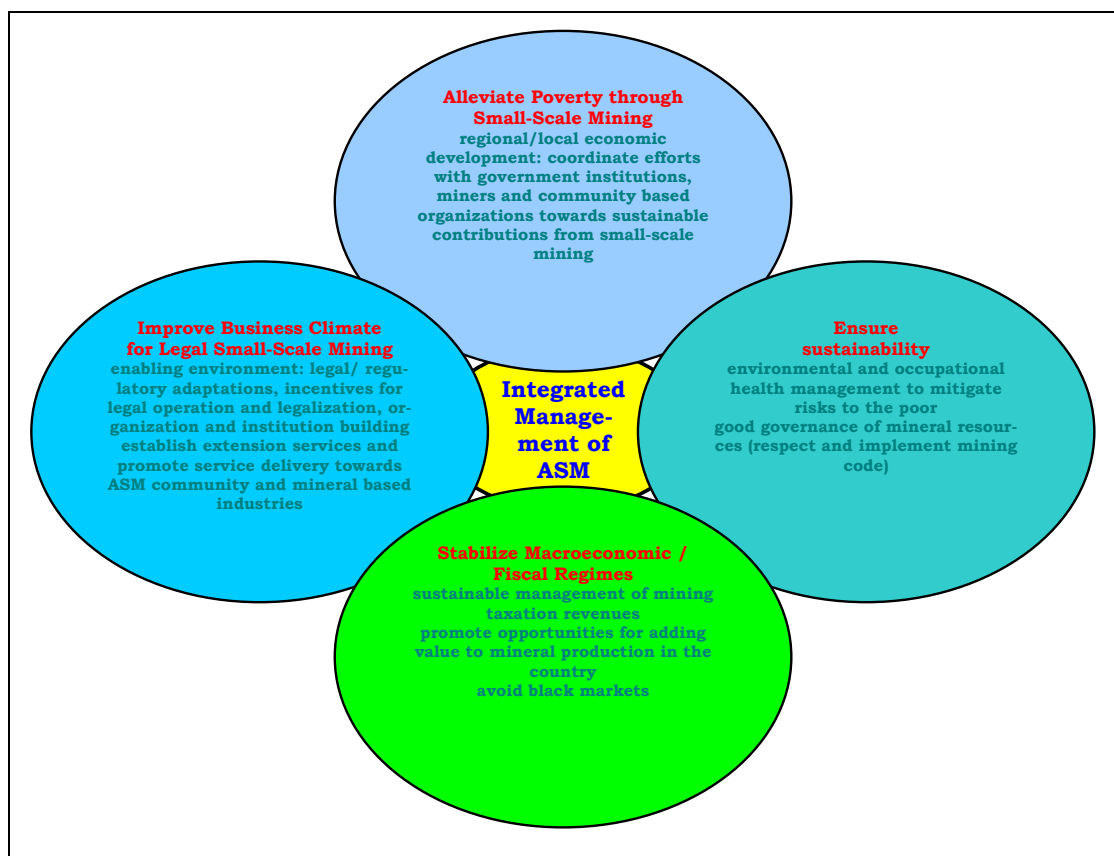 Alleviate Poverty through
Small-Scale Mining
regional/local economic
development: coordinate efforts
with government institutions,
miners and community based
organizations towards sustainable
contributions from small-scale
mining
Improve Business Climate
for Legal Small-Scale Mining
enabling environment: legal/ regu-
latory adaptations, incentives for
legal operation and legalization, or-
ganization and institution building
establish extension services and
promote service delivery towards
ASM community and mineral based
industries
Integrated
Manage-
ment of
ASM
Ensure
sustainability
environmental and occupational
health management to mitigate
risks to the poor
good governance of mineral resour-
ces (respect and implement mining
code)
Stabilize Macroeconomic /
Fiscal Regimes
sustainable management of mining
taxation revenues
promote opportunities for adding
value to mineral production in the
country
avoid black markets